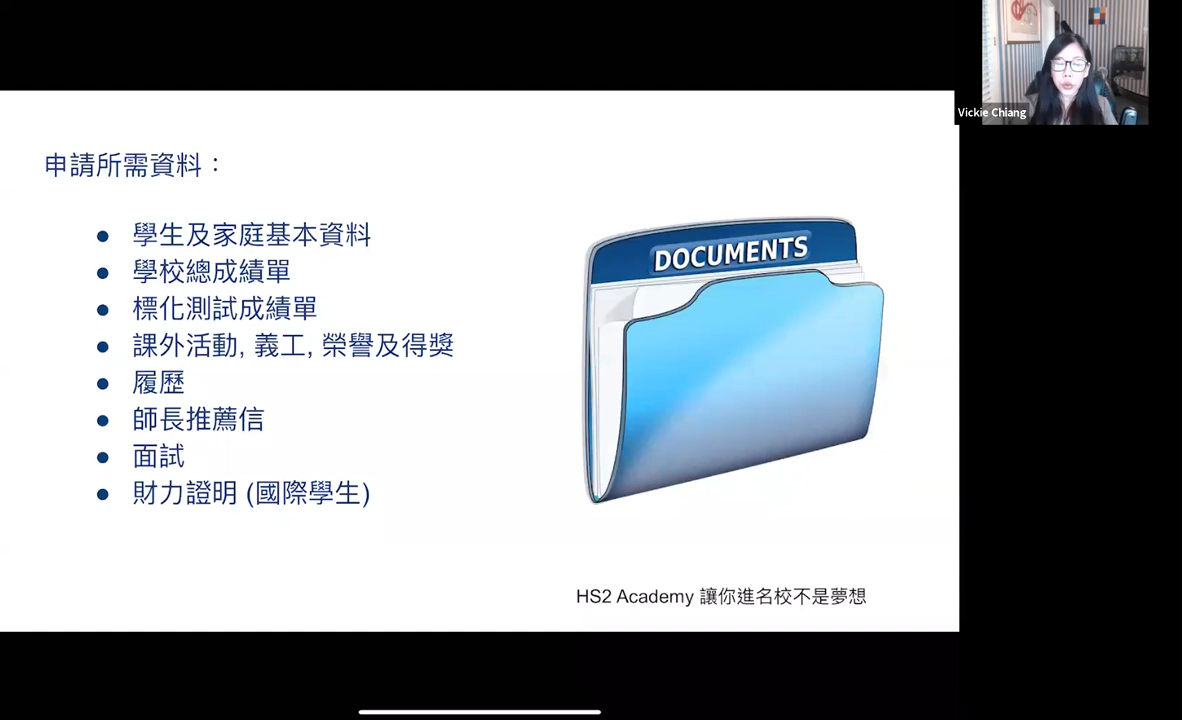 Vickie Chiang
申請所需資料：
● 學生及家庭基本資料
● 學校總成績單
● 標化測試成績單
● 課外活動, 義工, 榮譽及得獎
● 履歷
● 師長推薦信
● 面試
● 財力證明 (國際學生)
DOCUMENTS
HS2 Academy 讓你進名校不是夢想